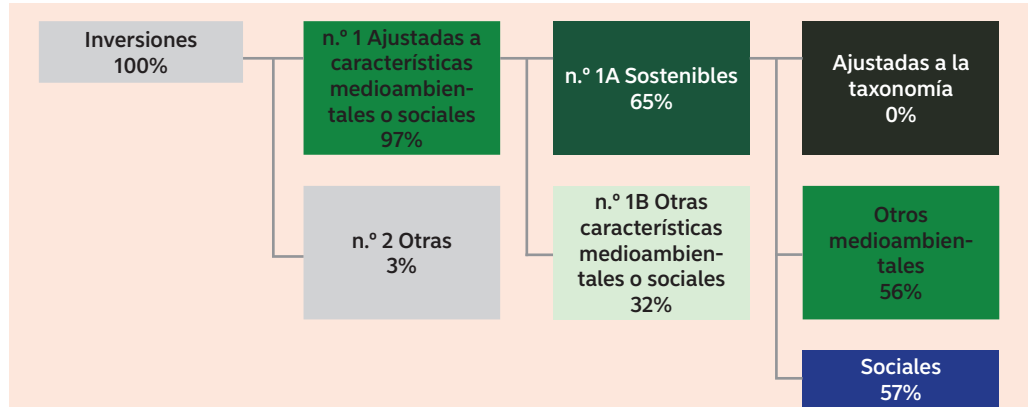 Inversiones
100%
n.º 1 Ajustadas a
características
medioambien-
tales o sociales
97%
n.º 1A Sostenibles
65%
Ajustadas a la
taxonomía
0%
n.º 2 Otras
3%
n.º 1B Otras
características
medioambien-
tales o sociales
32%
Otros
medioambien-
tales
56%
Sociales
57%